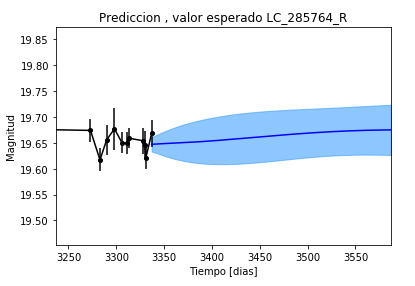 Prediccion , valor esperado LC_285764_R
19.85
19.80
19.75
19.70
19.65
19.60
19.55
19.50
Magnitud
3250 3300 3350 3400 3450 3500 3550
Tiempo [dias]